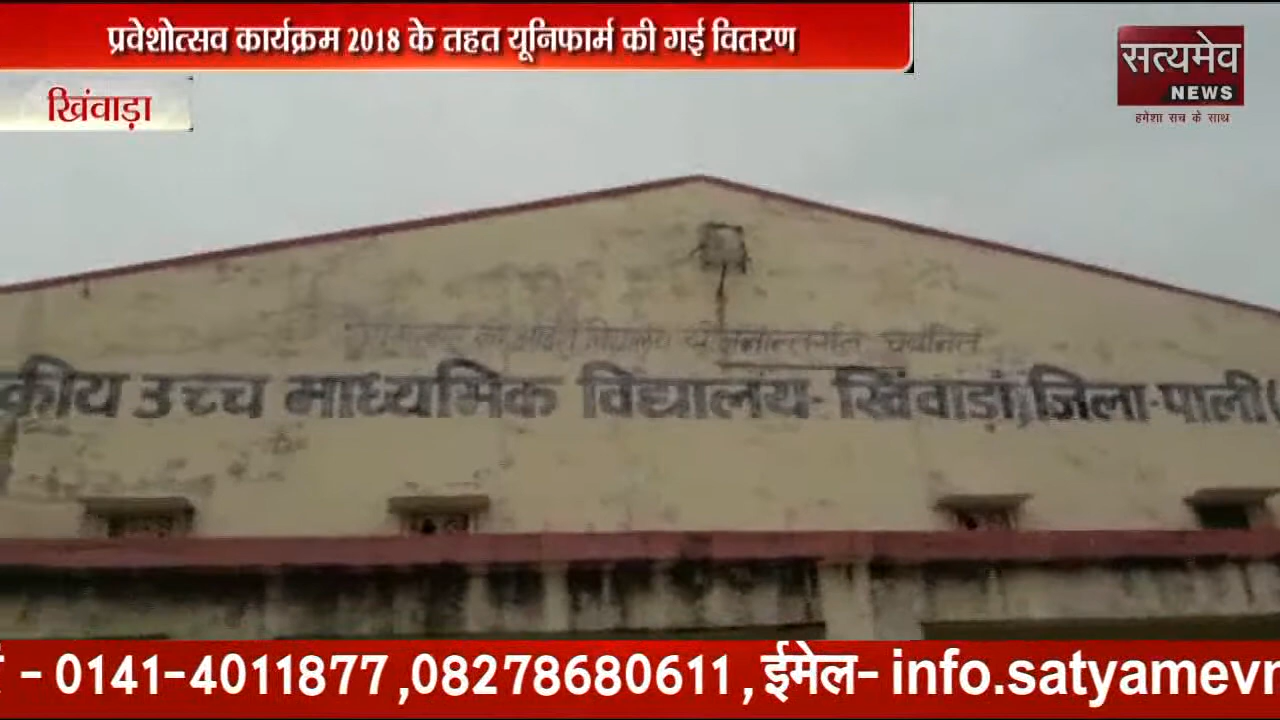 प्रवेशोत्सव कार्यक्रम 2018 के तहत यूनिफार्म की गई वितरण
सत्यमेव
NEWS
हमेशा सच के साथ
खिंवाड़ा
चयनित
कीय उच्च माध्यमिक विद्यालय- खिंवाडा, जिला-पाली(
- 0141-4011877 ,08278680611 , ईमेल- info.satyamevn